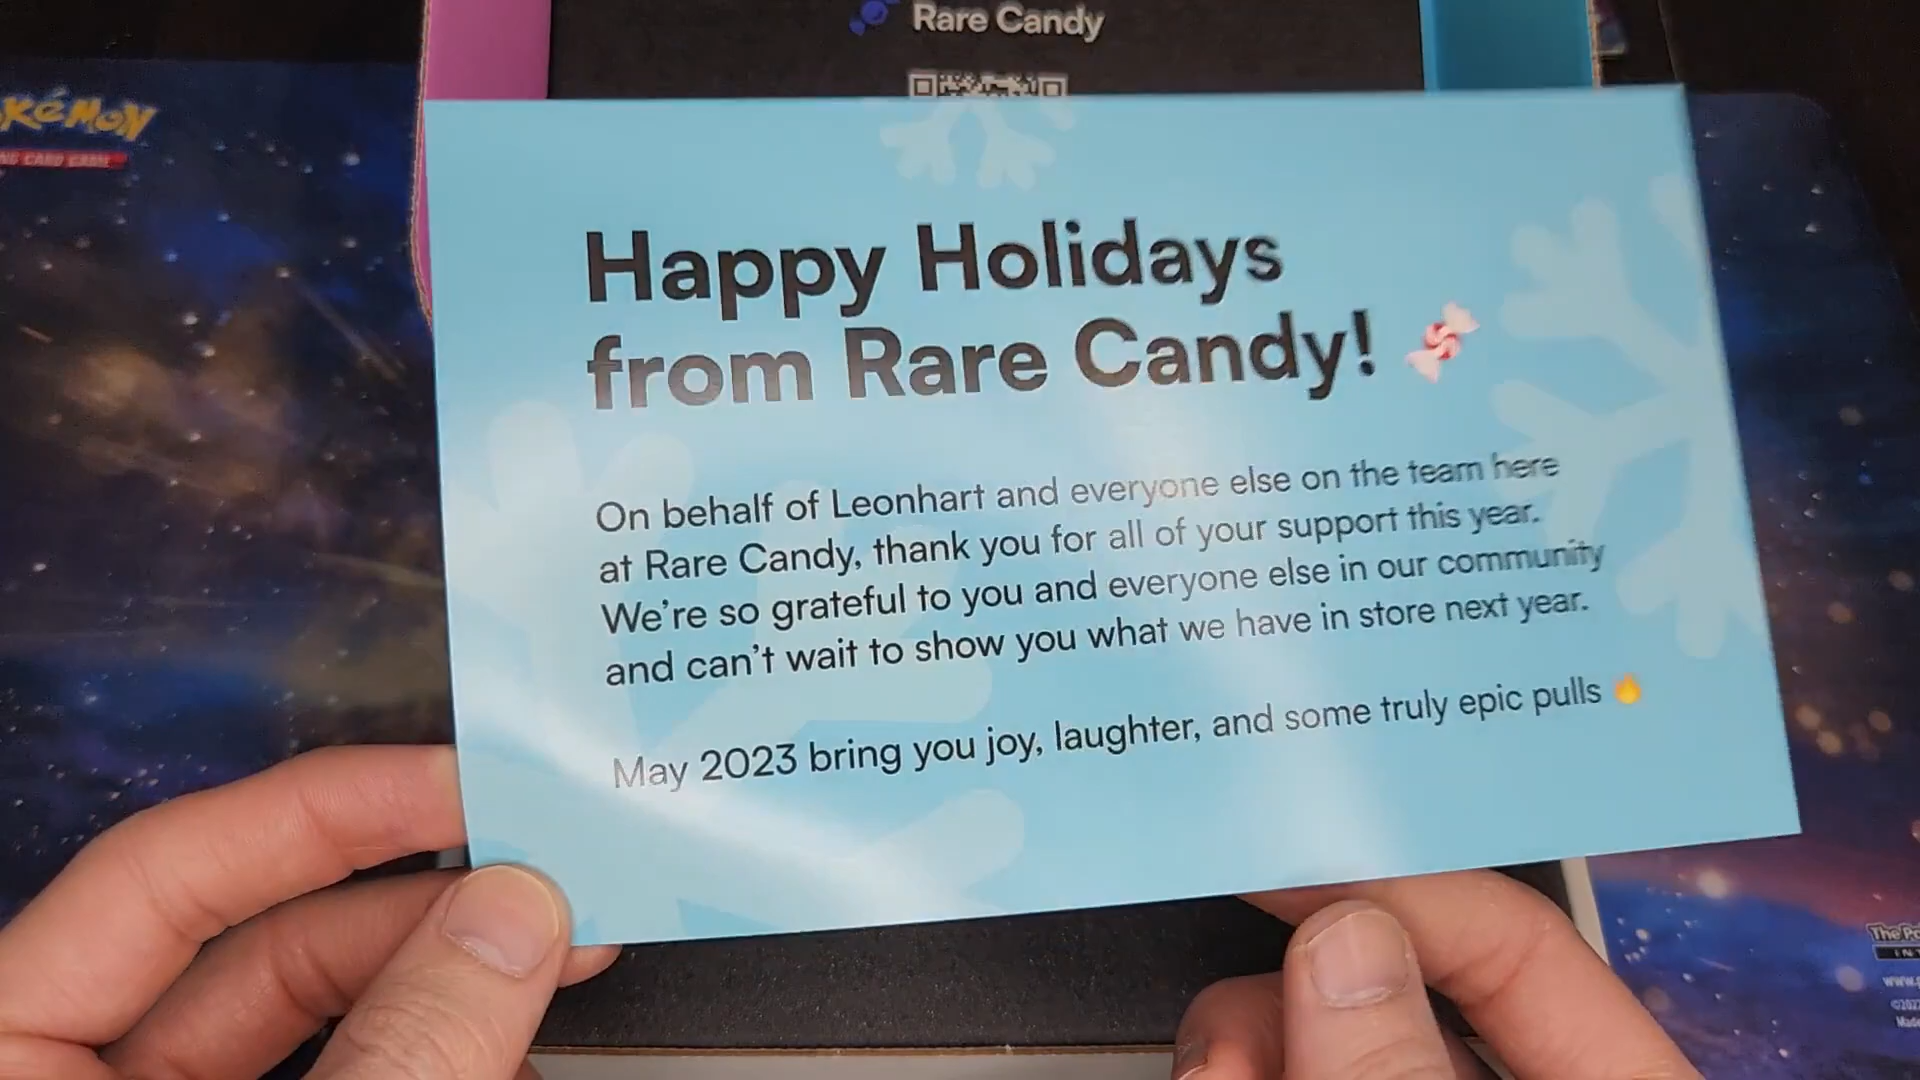 Rare Candy
POKéMON
Happy Holidays
from Rare Candy! 🍬
On behalf of Leonhart and everyone else on the team here
at Rare Candy, thank you for all of your support this year.
We’re so grateful to you and everyone else in our community
and can’t wait to show you what we have in store next year.
May 2023 bring you joy, laughter, and some truly epic pulls 🔥
www.
Made